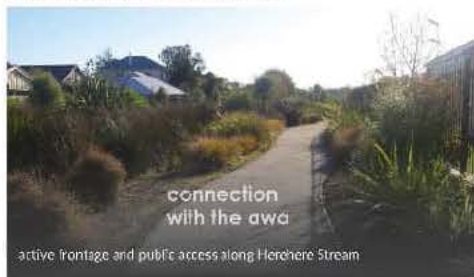 connection
with the awa
active frontage and public access along Herehere Stream